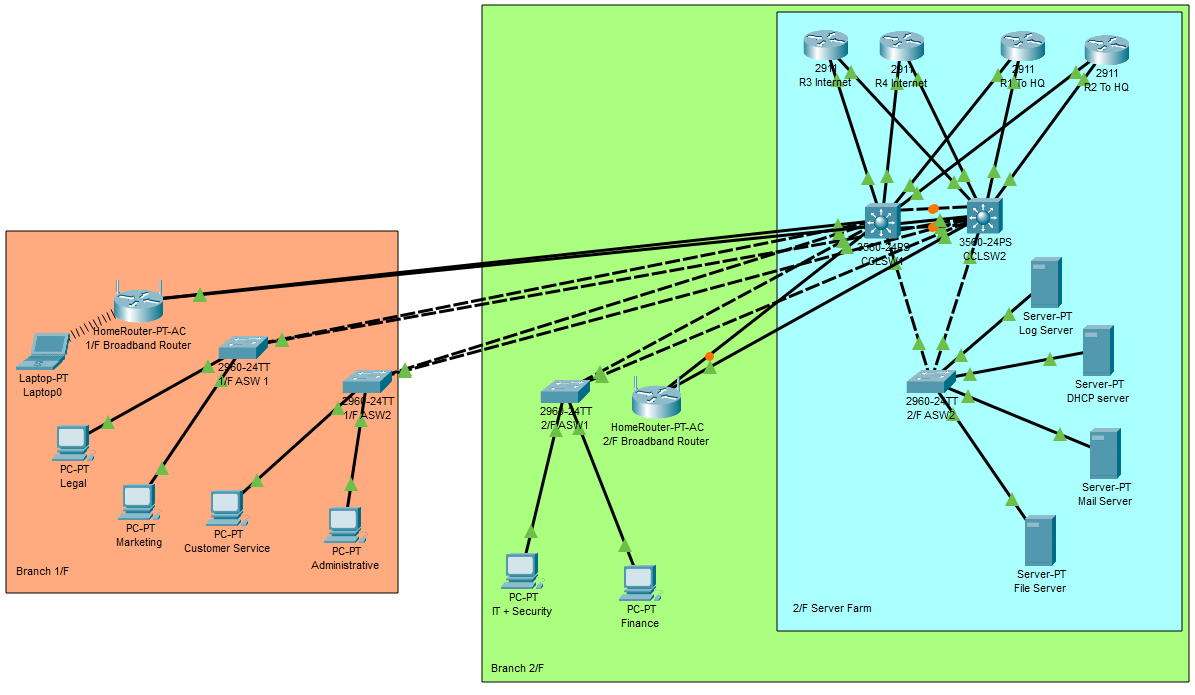 2911
R3 Internet
2911
R4 Internet
2911
R1 To HQ
2911
R2 To HQ
3560-24PS
CCLSW1
3560-24PS
CCLSW2
Server-PT
Log Server
Server-PT
DHCP server
2960-24TT
2/F ASW2
Server-PT
Mail Server
Server-PT
File Server
2/F Server Farm
HomeRouter-PT-AC
1/F Broadband Router
Laptop-PT
Laptop0
2960-24TT
1/F ASW 1
2960-24TT
1/F ASW2
PC-PT
Legal
PC-PT
Marketing
PC-PT
Customer Service
PC-PT
Administrative
Branch 1/F
2960-24TT
2/F ASW1
HomeRouter-PT-AC
2/F Broadband Router
PC-PT
IT + Security
PC-PT
Finance
Branch 2/F